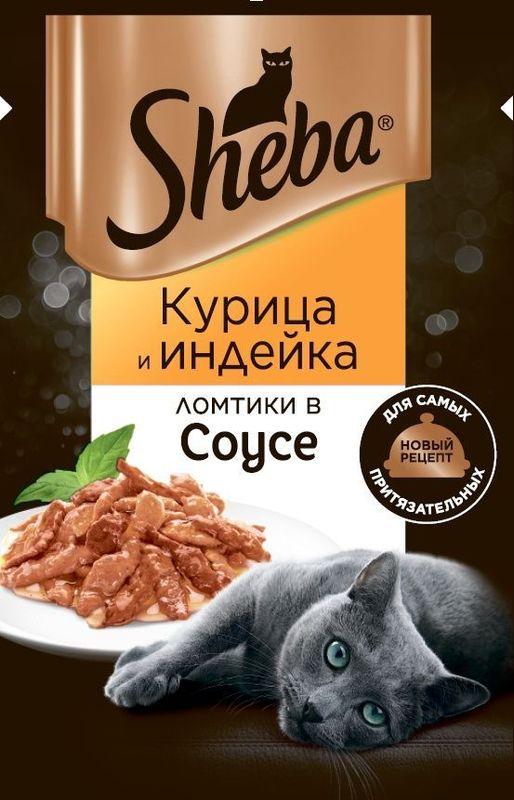 Sheba®
Курица
и индейка
ломтики в
Соусе
ДЛЯ САМЫХ
НОВЫЙ
РЕЦЕПТ
ПРИТЯЗАТЕЛЬНЫХ